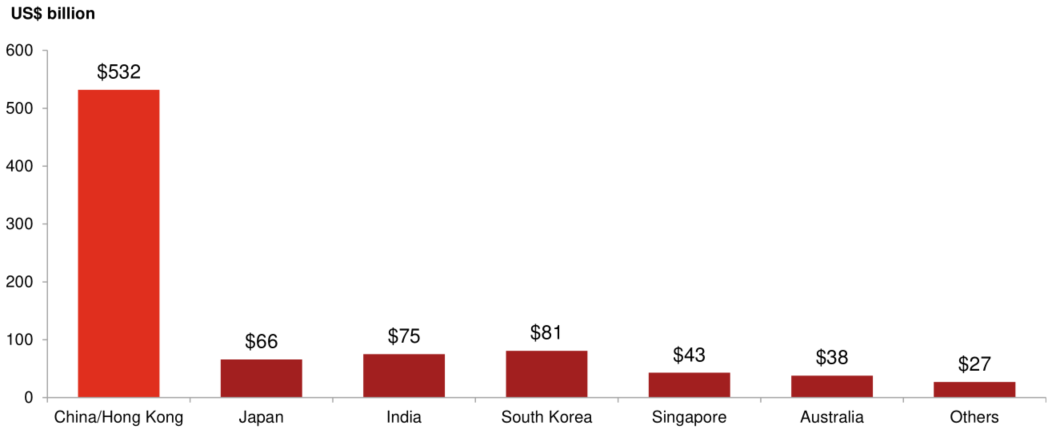 US$ billion
600
500
400
300
200
100
0
$532
$66
$75
$81
$43
$38
$27
China/Hong Kong
Japan
India
South Korea
Singapore
Australia
Others